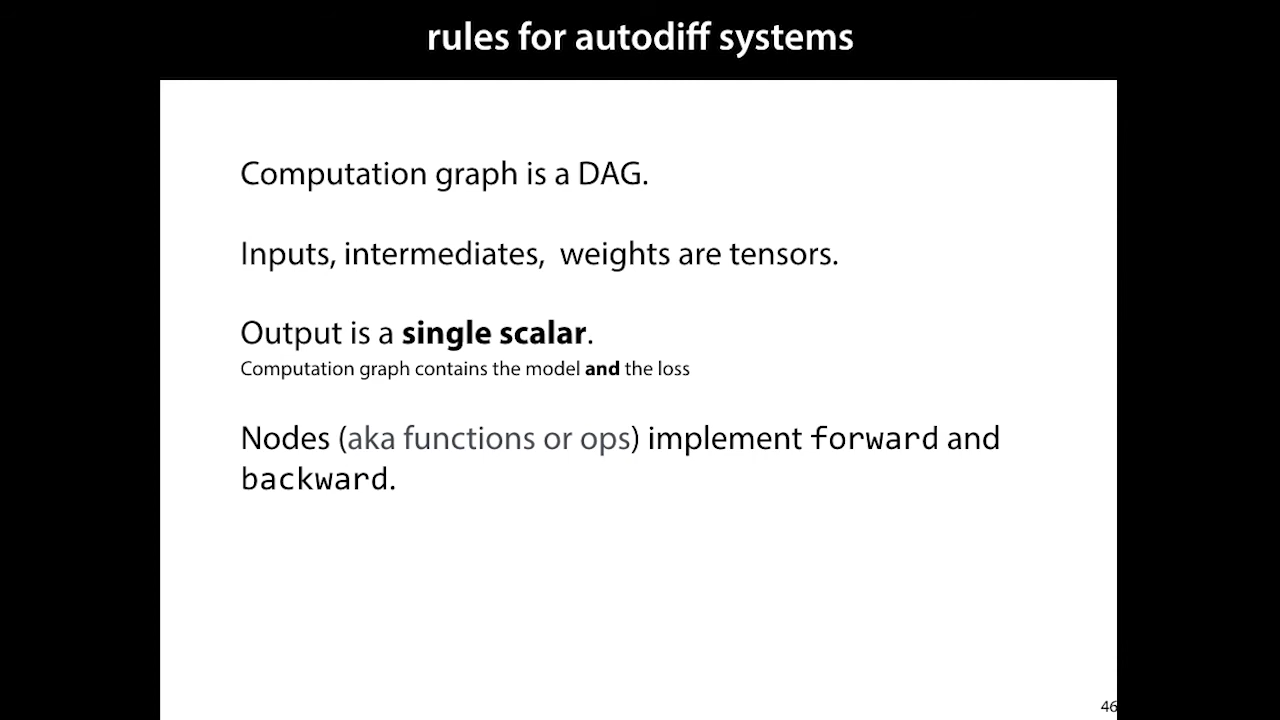 rules for autodiff systems
Computation graph is a DAG.
Inputs, intermediates,  weights are tensors.
Output is a single scalar.
Computation graph contains the model and the loss
Nodes (aka functions or ops) implement forward and
backward.
46